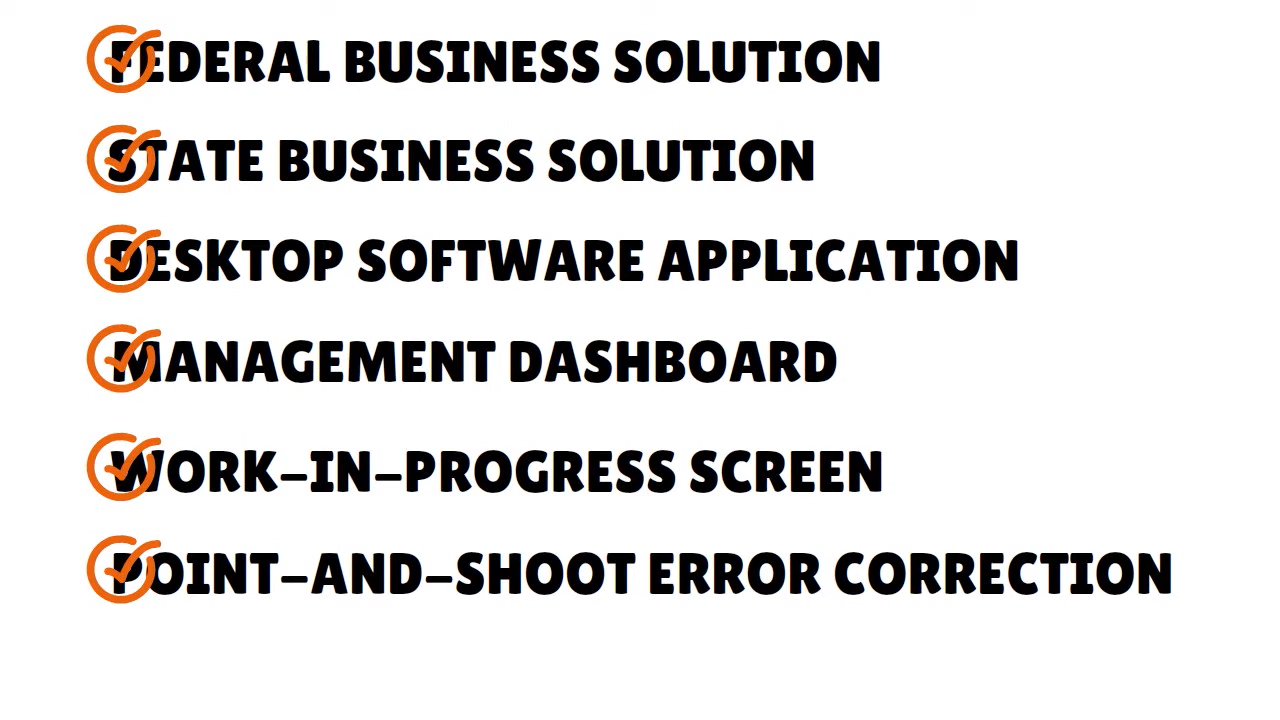 FEDERAL BUSINESS SOLUTION
STATE BUSINESS SOLUTION
DESKTOP SOFTWARE APPLICATION
MANAGEMENT DASHBOARD
WORK-IN-PROGRESS SCREEN
POINT-AND-SHOOT ERROR CORRECTION